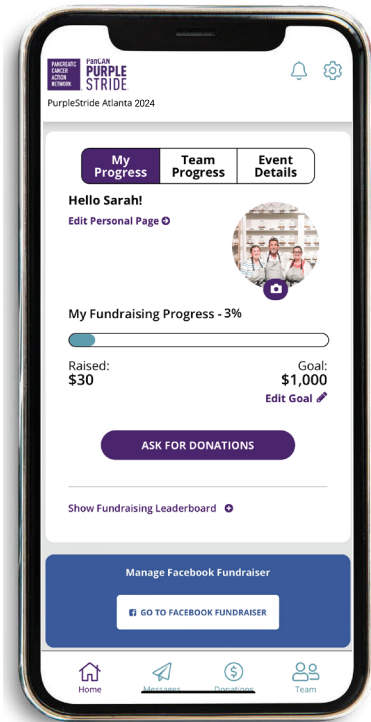 PANCREATIC
CANCER
ACTION
NETWORK
PanCAN
PURPLE
STRIDE
PurpleStride Atlanta 2024
My
Progress
Team
Progress
Event
Details
Hello Sarah!
Edit Personal Page
My Fundraising Progress - 3%
Raised:
$30
Goal:
$1,000
Edit Goal
ASK FOR DONATIONS
Show Fundraising Leaderboard
Manage Facebook Fundraiser
GO TO FACEBOOK FUNDRAISER
Home
Messages
Donations
Team